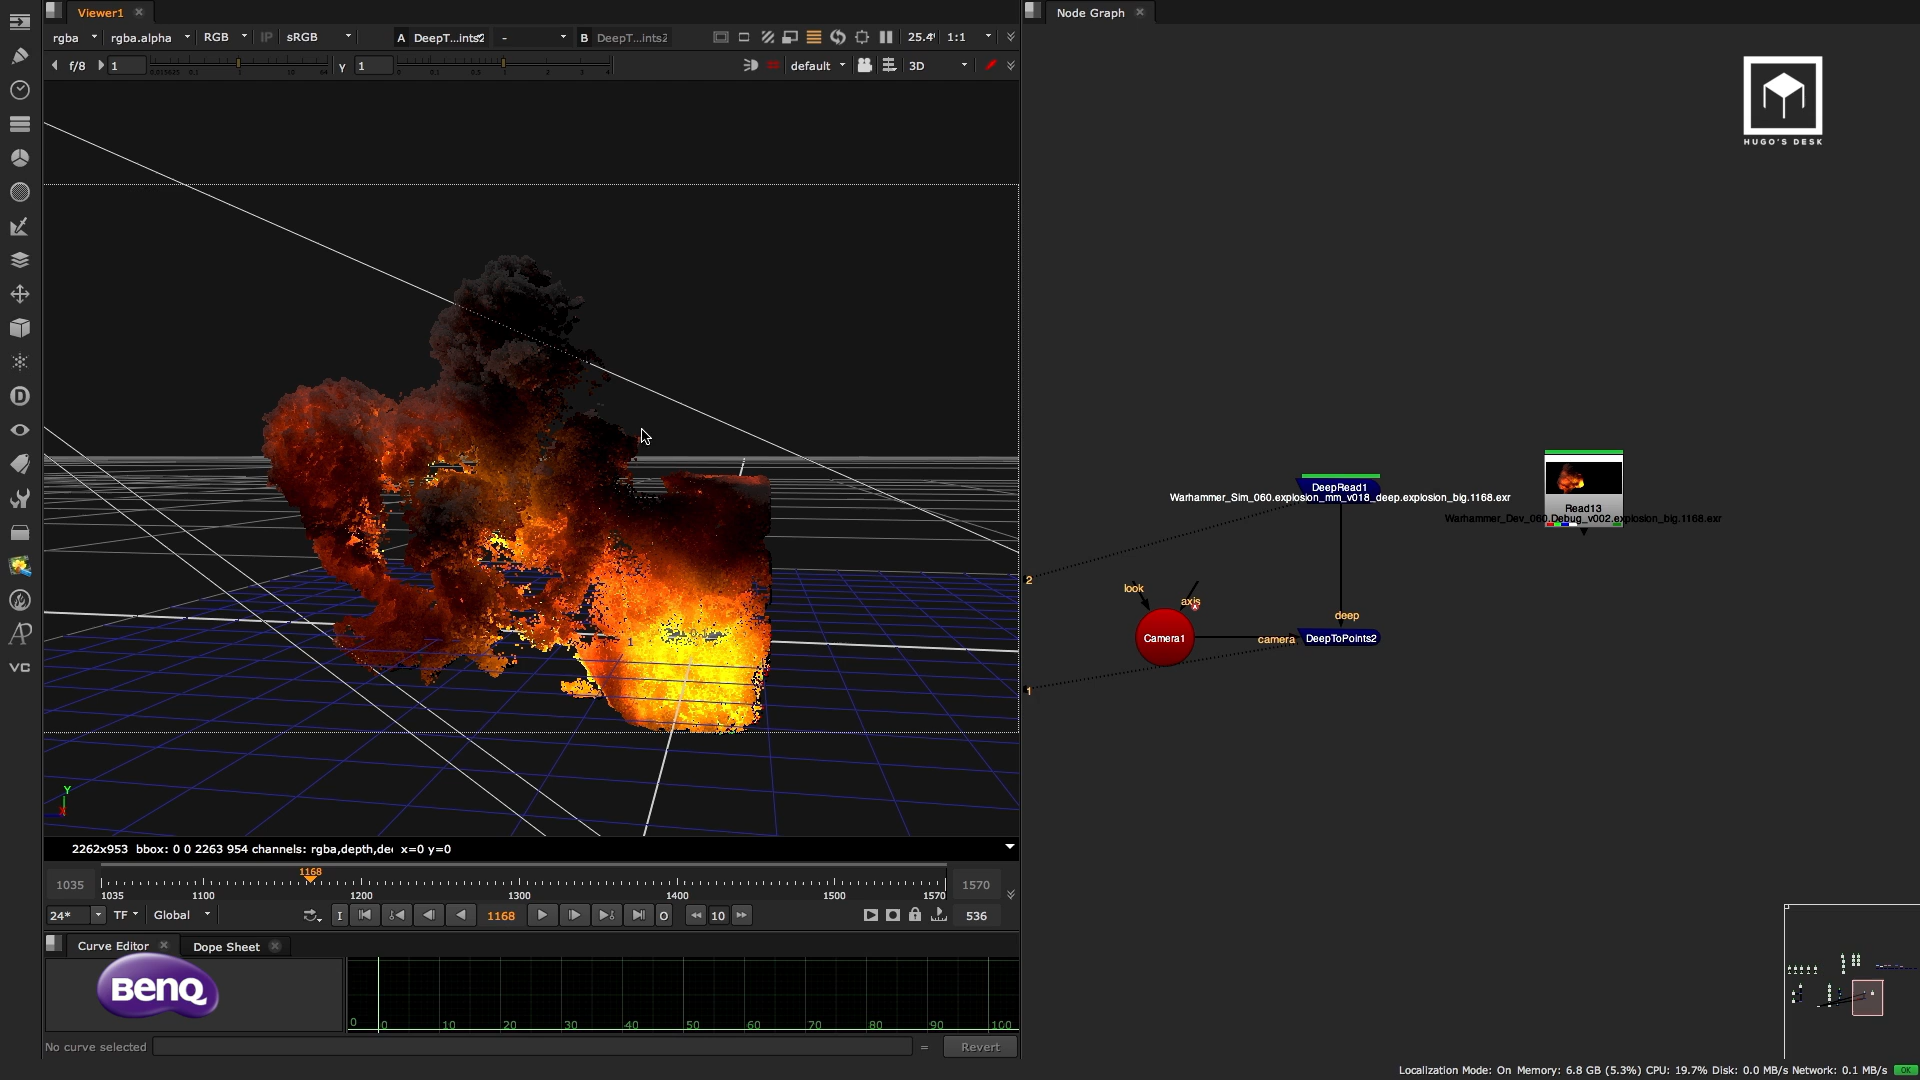 Viewer1
Node Graph
rgba rgba.alpha RGB IP sRGB A DeepT...ints2 - B DeepT...ints2 25.4 1:1
f/8 1 Y 1 default 3D
HUGO'S DESK
DeepRead1
Warhammer_Sim_060.explosion_mm_v018_deep.explosion_big.1168.exr
Read13
Warhammer_Dev_060.Debug_v002.explosion_big.1168.exr
2
look
axis
deep
Camera1
camera
DeepToPoints2
1
D
AP
VC
Y
X
2262x953 bbox: 0 0 2263 954 channels: rgba,depth,de x=0 y=0
1168
1035
1035 1100 1200 1300 1400 1500 1570
1570
24* TF Global I 1168 O 10 536
Curve Editor Dope Sheet
BenQ
0 0 10 20 30 40 50 60 70 80 90 100
No curve selected = Revert
Localization Mode: On Memory: 6.8 GB (5.3%) CPU: 19.7% Disk: 0.0 MB/s Network: 0.1 MB/s OK